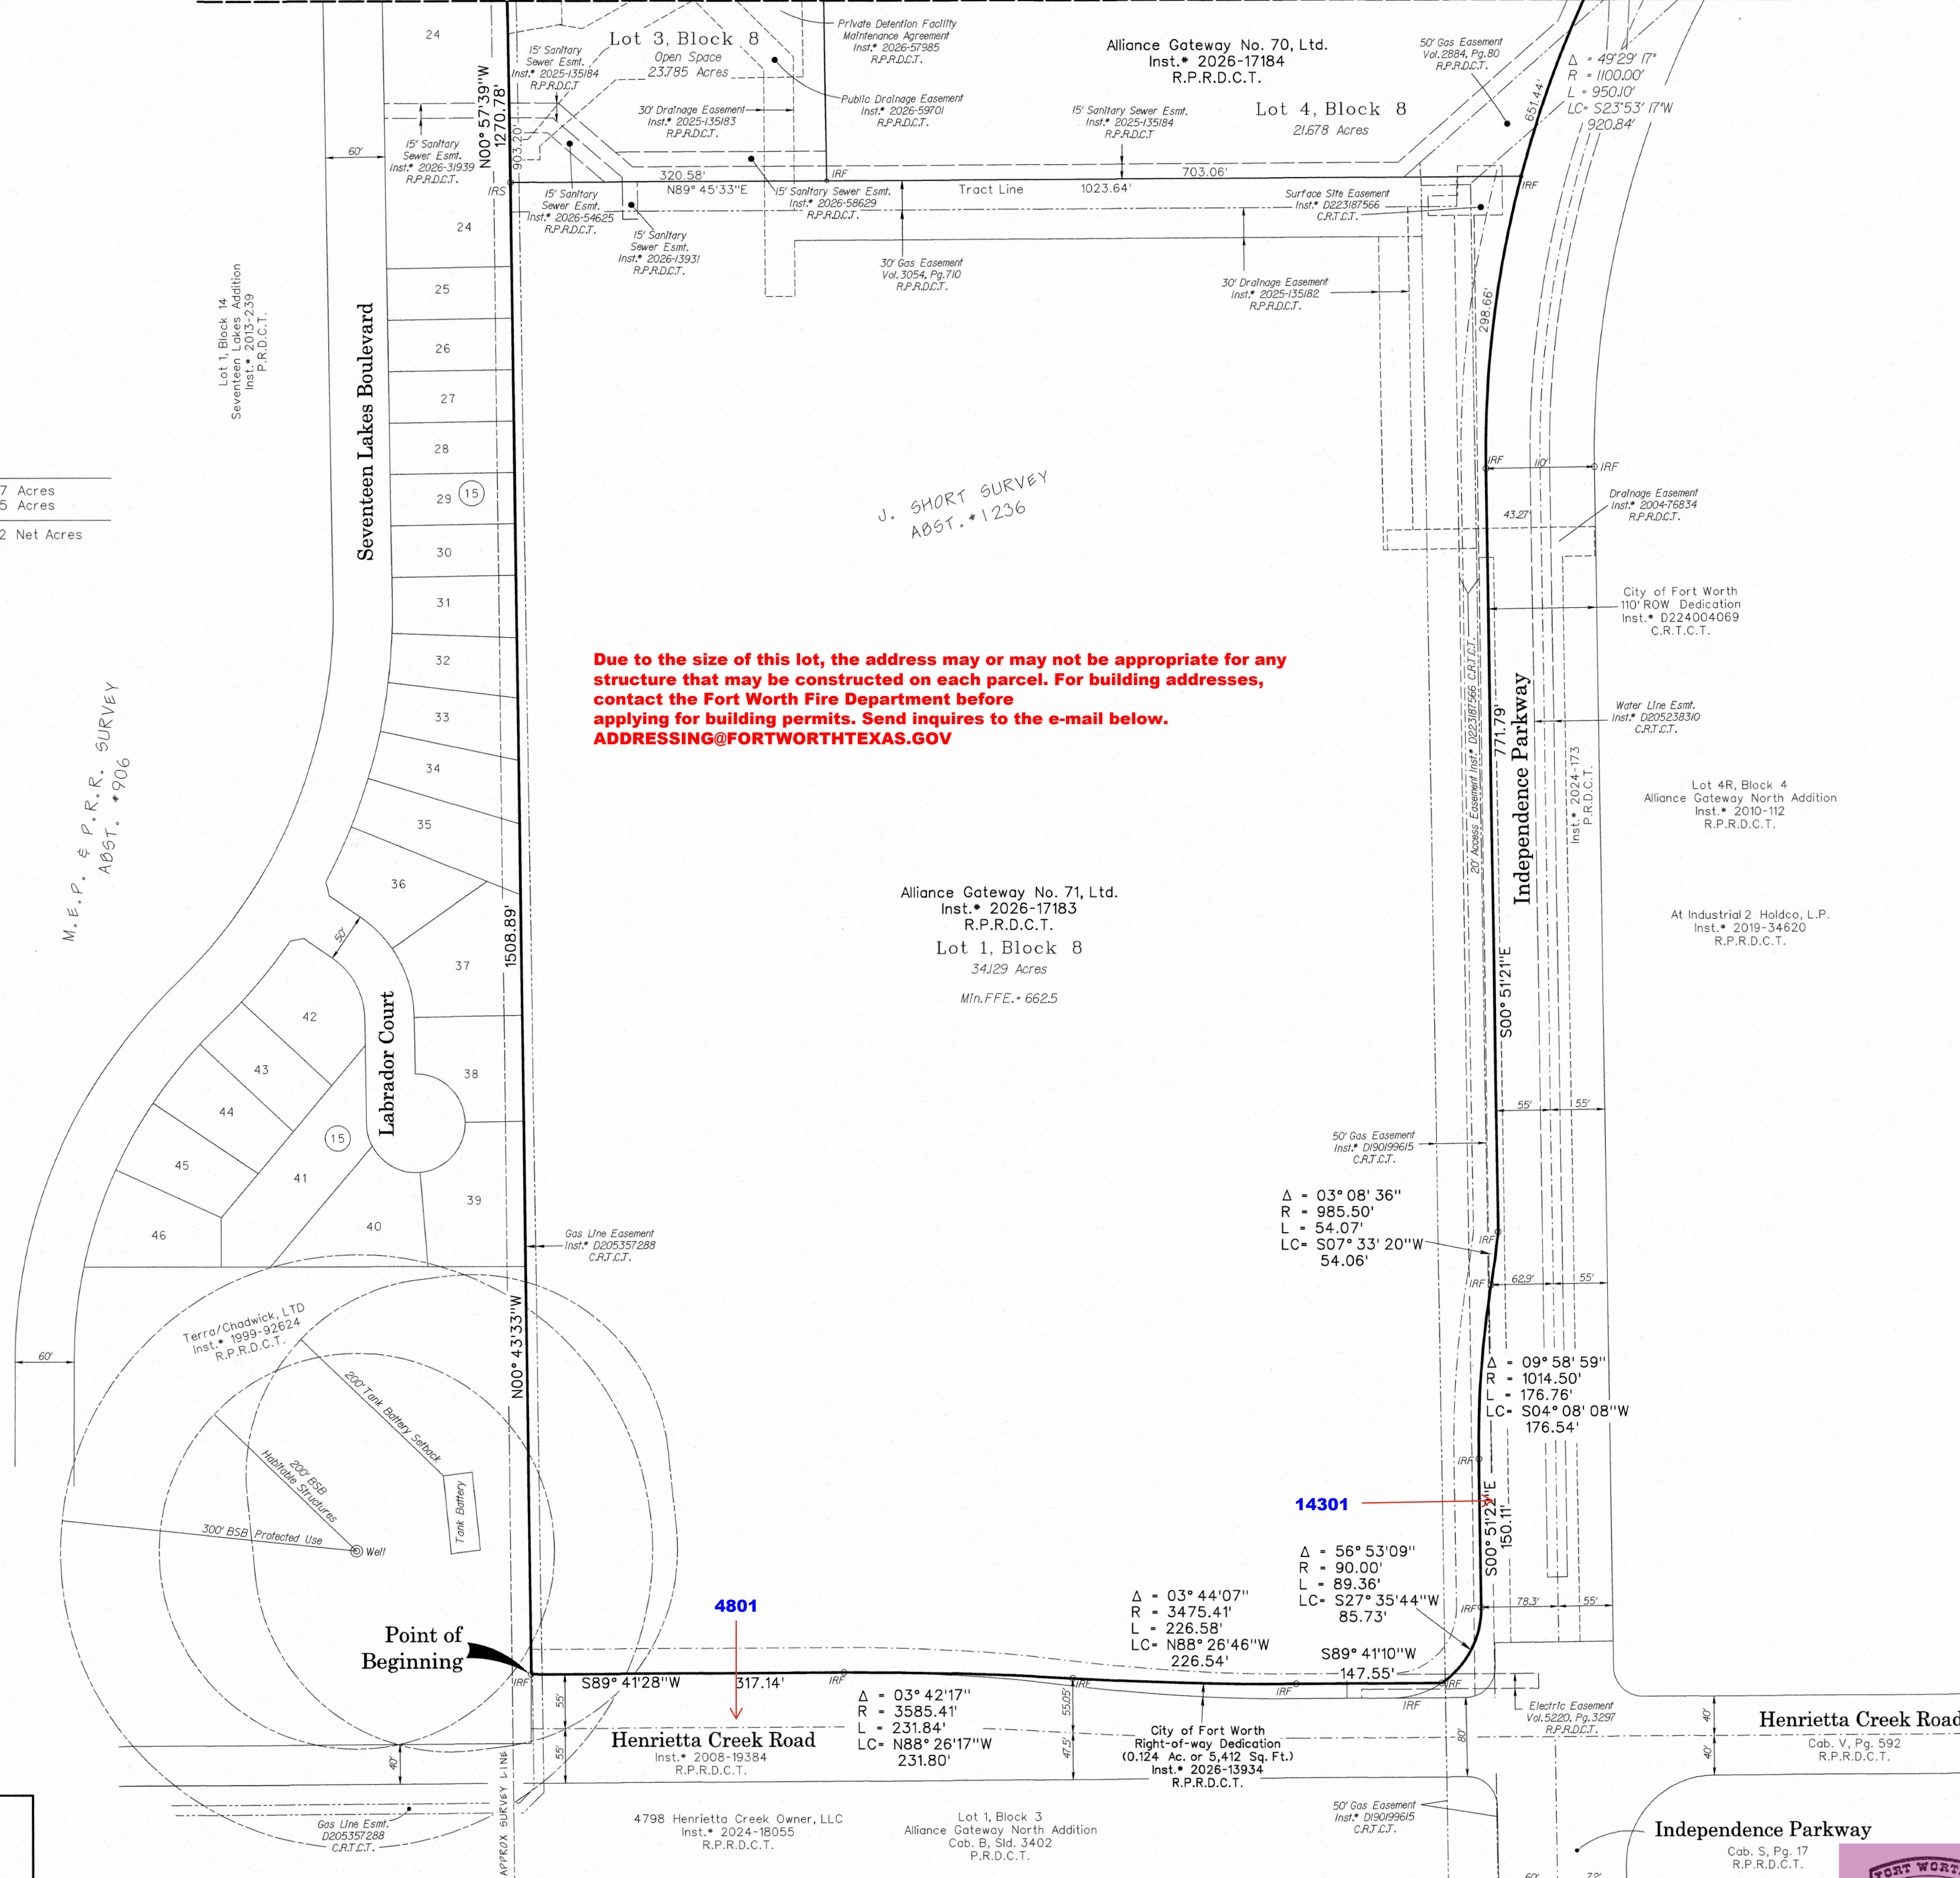 24
15' Sanitary
Sewer Esmt.
Inst.# 2025-135184
R.P.R.D.C.T
Lot 3, Block 8
Open Space
23.785 Acres
Private Detention Facility
Maintenance Agreement
Inst.# 2026-57985
R.P.R.D.C.T.
Alliance Gateway No. 70, Ltd.
Inst.# 2026-17184
R.P.R.D.C.T.
50' Gas Easement
Vol.2884, Pg.80
R.P.R.D.C.T.
Δ = 49°29' 17"
R = 1100.00'
L = 950.10'
LC= S23°53' 17"W
920.84'
651.44'
N00° 57'39"W
1270.78'
903.20'
30' Drainage Easement
Inst.# 2025-135183
R.P.R.D.C.T.
Public Drainage Easement
Inst.# 2026-59701
R.P.R.D.C.T.
15' Sanitary Sewer Esmt.
Inst.# 2025-135184
R.P.R.D.C.T
Lot 4, Block 8
21.678 Acres
60'
15' Sanitary
Sewer Esmt.
Inst.# 2026-31939
R.P.R.D.C.T.
IRS
320.58'
N89° 45'33"E
IRF
Tract Line
1023.64'
703.06'
IRF
15' Sanitary
Sewer Esmt.
Inst.# 2026-54625
R.P.R.D.C.T.
15' Sanitary Sewer Esmt.
Inst.# 2026-58629
R.P.R.D.C.T.
Surface Site Easement
Inst.# D223187566
C.R.T.C.T.
24
15' Sanitary
Sewer Esmt.
Inst.# 2026-13931
R.P.R.D.C.T.
30' Gas Easement
Vol.3054, Pg.710
R.P.R.D.C.T.
30' Drainage Easement
Inst.# 2025-135182
R.P.R.D.C.T.
298.66'
Lot 1, Block 14
Seventeen Lakes Addition
Inst.# 2013-239
P.R.D.C.T.
Seventeen Lakes Boulevard
25
26
27
28
29
15
30
31
32
33
34
35
36
37
38
39
40
41
42
43
44
45
46
15
7 Acres
5 Acres
2 Net Acres
J. SHORT SURVEY
ABST.#1236
IRF
110'
IRF
43.27'
Drainage Easement
Inst.# 2004-76834
R.P.R.D.C.T.
City of Fort Worth
110' ROW Dedication
Inst.# D224004069
C.R.T.C.T.
Due to the size of this lot, the address may or may not be appropriate for any
structure that may be constructed on each parcel. For building addresses,
contact the Fort Worth Fire Department before
applying for building permits. Send inquires to the e-mail below.
ADDRESSING@FORTWORTHTEXAS.GOV
M.E.P. & P.R.R. SURVEY
ABST. #906
20' Access Easement Inst.# D223187566 C.R.T.C.T.
771.79'
Independence Parkway
Water Line Esmt.
Inst.# D205238310
C.R.T.C.T.
Inst.# 2024-173
P.R.D.C.T.
Lot 4R, Block 4
Alliance Gateway North Addition
Inst.# 2010-112
R.P.R.D.C.T.
At Industrial 2 Holdco, L.P.
Inst.# 2019-34620
R.P.R.D.C.T.
Alliance Gateway No. 71, Ltd.
Inst.# 2026-17183
R.P.R.D.C.T.
Lot 1, Block 8
34.129 Acres
Min.FFE.= 662.5
1508.89'
50'
Labrador Court
S00° 51'21"E
55'
55'
50' Gas Easement
Inst.# D190199615
C.R.T.C.T.
Δ = 03° 08' 36"
R = 985.50'
L = 54.07'
LC= S07° 33' 20"W
54.06'
IRF
IRF
62.9'
55'
Gas Line Easement
Inst.# D205357288
C.R.T.C.T.
N00° 43'33"W
Terra/Chadwick, LTD
Inst.# 1999-92624
R.P.R.D.C.T.
60'
200' Tank Battery Setback
200' BSB
Habitable Structures
Tank Battery
300' BSB Protected Use
Well
Δ = 09° 58' 59"
R = 1014.50'
L = 176.76'
LC= S04° 08' 08"W
176.54'
IRF
14301
S00° 51'22"E
150.11'
Δ = 56° 53'09"
R = 90.00'
L = 89.36'
LC= S27° 35'44"W
85.73'
IRF
78.3'
55'
4801
Δ = 03° 44'07"
R = 3475.41'
L = 226.58'
LC= N88° 26'46"W
226.54'
S89° 41'10"W
147.55'
Point of
Beginning
IRF
S89° 41'28"W
317.14'
IRF
IRF
IRF
IRF
IRF
55'
55'
Δ = 03° 42'17"
R = 3585.41'
L = 231.84'
LC= N88° 26'17"W
231.80'
55.05'
47.5'
80'
Electric Easement
Vol.5220, Pg.3297
R.P.R.D.C.T.
40'
40'
Henrietta Creek Road
Cab. V, Pg. 592
R.P.R.D.C.T.
Henrietta Creek Road
Inst.# 2008-19384
R.P.R.D.C.T.
City of Fort Worth
Right-of-way Dedication
(0.124 Ac. or 5,412 Sq. Ft.)
Inst.# 2026-13934
R.P.R.D.C.T.
40'
APPROX SURVEY LINE
Gas Line Esmt.
D205357288
C.R.T.C.T.
4798 Henrietta Creek Owner, LLC
Inst.# 2024-18055
R.P.R.D.C.T.
Lot 1, Block 3
Alliance Gateway North Addition
Cab. B, Sld. 3402
P.R.D.C.T.
50' Gas Easement
Inst.# D190199615
C.R.T.C.T.
Independence Parkway
Cab. S, Pg. 17
R.P.R.D.C.T.
FORT WORT